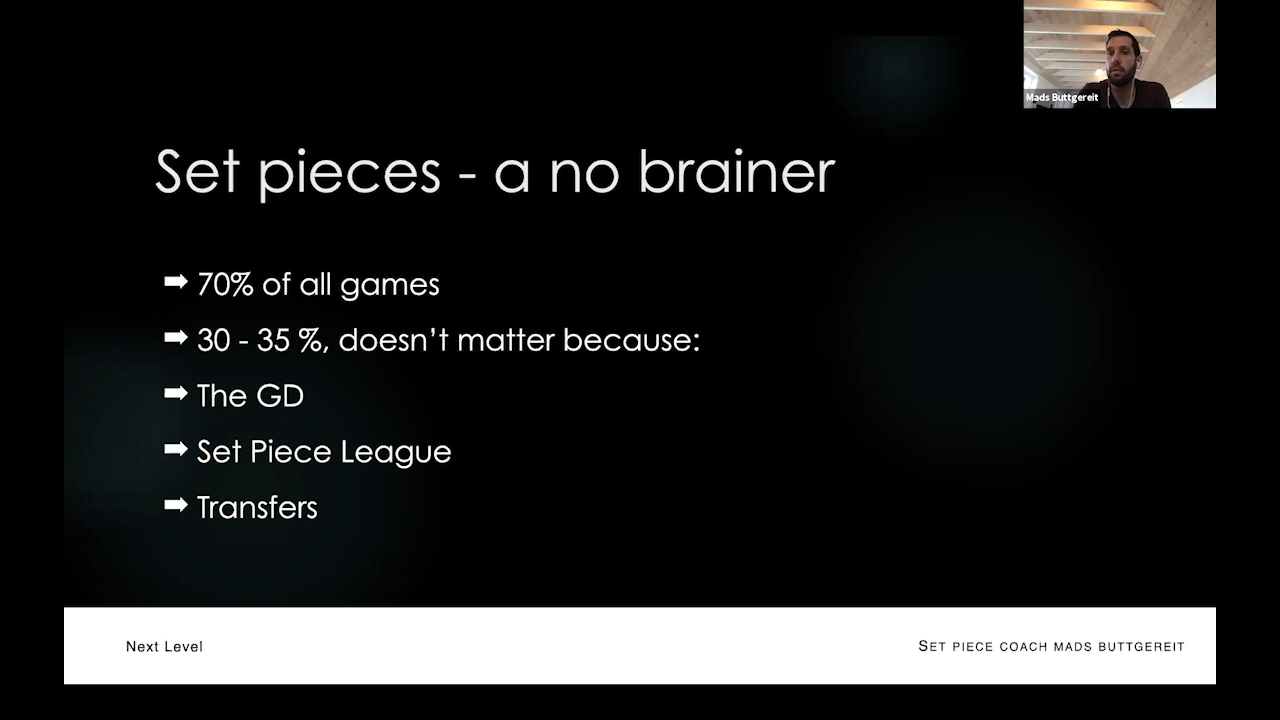 Mads Buttgereit
Set pieces - a no brainer
➡ 70% of all games
➡ 30 - 35 %, doesn't matter because:
➡ The GD
➡ Set Piece League
➡ Transfers
Next Level
SET PIECE COACH MADS BUTTGEREIT